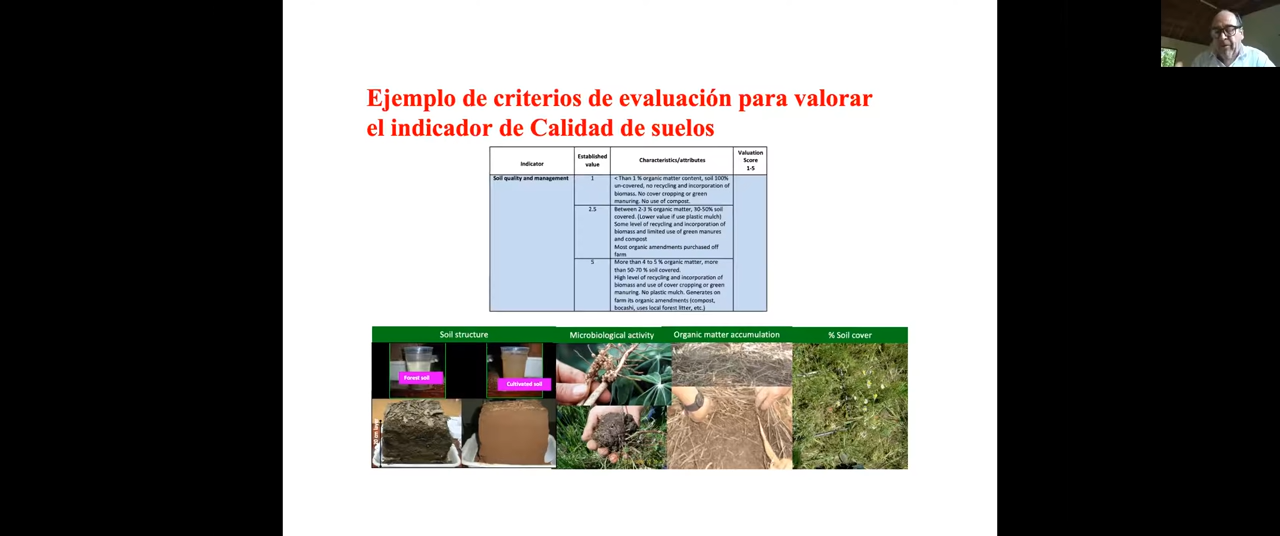 Ejemplo de criterios de evaluación para valorar
el indicador de Calidad de suelos
Indicator
Established
value
Characteristics/attributes
Valuation
Score
1-5
Soil quality and management
1
< Than 1 % organic matter content, soil 100%
un-covered, no recycling and incorporation of
biomass. No cover cropping or green
manuring. No use of compost.
2.5
Between 2-3 % organic matter, 30-50% soil
covered. (Lower value if use plastic mulch)
Some level of recycling and incorporation of
biomass and limited use of green manures
and compost
Most organic amendments purchased off
farm
5
More than 4 to 5 % organic matter, more
than 50-70 % soil covered.
High level of recycling and incorporation of
biomass and use of cover cropping or green
manuring. No plastic mulch. Generates on
farm its organic amendments (compost,
bocashi, uses local forest litter, etc.)
Soil structure
Microbiological activity
Organic matter accumulation
% Soil cover
Forest soil
Cultivated soil